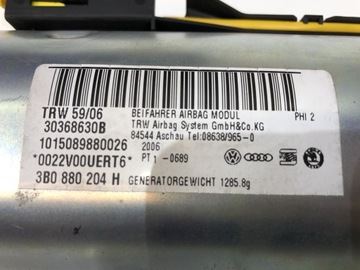 TRW 59/06 BEIFAHRER AIRBAG MODUL PHI 2
30368630B TRW Airbag System GmbH&Co.KG
84544 Aschau Tel:08638/965-0
1015089880026 2006
*0022V00UERT6* PT 1-0689
3B0 880 204 H GENERATORGEWICHT 1285.8g